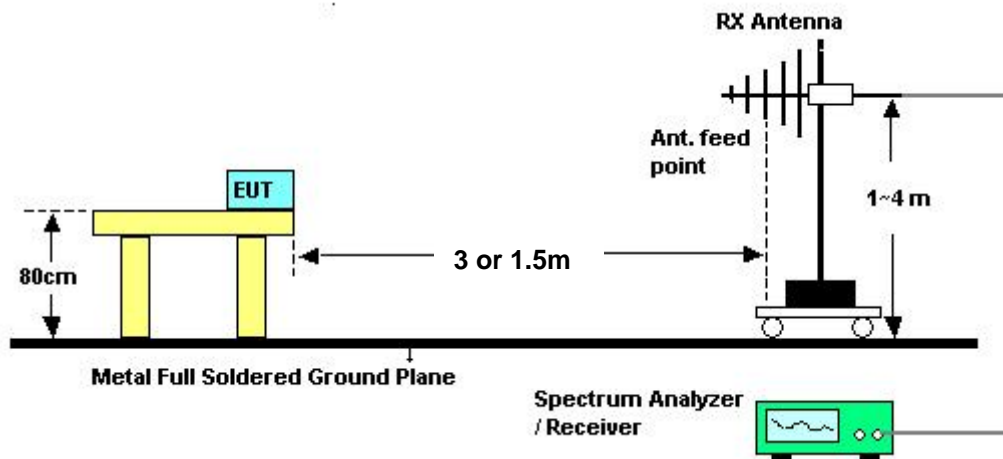 RX Antenna
Ant. feed
point
EUT
1~4 m
80cm
3 or 1.5m
Metal Full Soldered Ground Plane
Spectrum Analyzer
/ Receiver